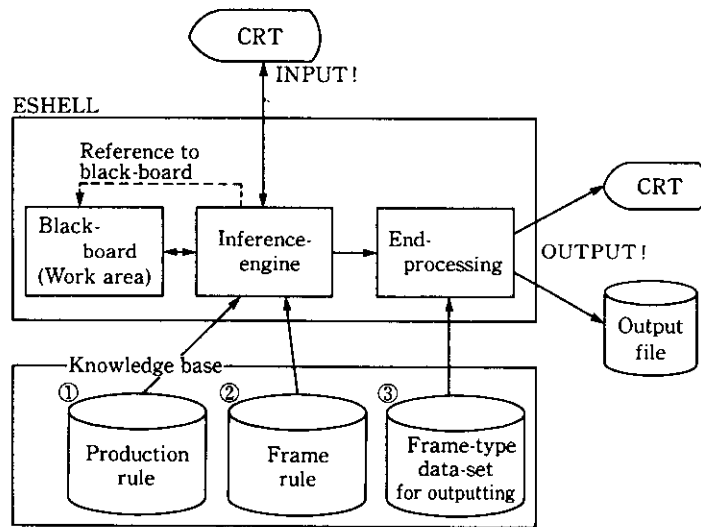 CRT
INPUT!
ESHELL
Reference to
black-board
CRT
Black-
board
(Work area)
Inference-
engine
End-
processing
OUTPUT!
Output
file
Knowledge base
①
Production
rule
②
Frame
rule
③
Frame-type
data-set
for outputting